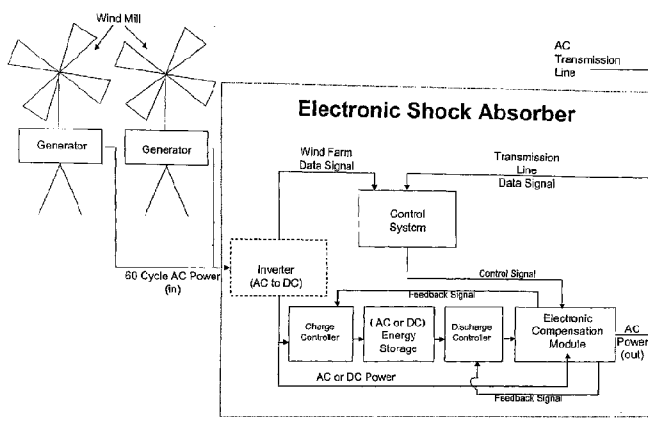 Wind Mill
AC
Transmission
Line
Electronic Shock Absorber
Generator
Generator
Wind Farm
Data Signal
Transmission
Line
Data Signal
Control
System
60 Cycle AC Power
(in)
Inverter
(AC to DC)
Control Signal
Feedback Signal
Charge
Controller
(AC or DC)
Energy
Storage
Discharge
Controller
Electronic
Compensation
Module
AC
Power
(out)
AC or DC Power
Feedback Signal